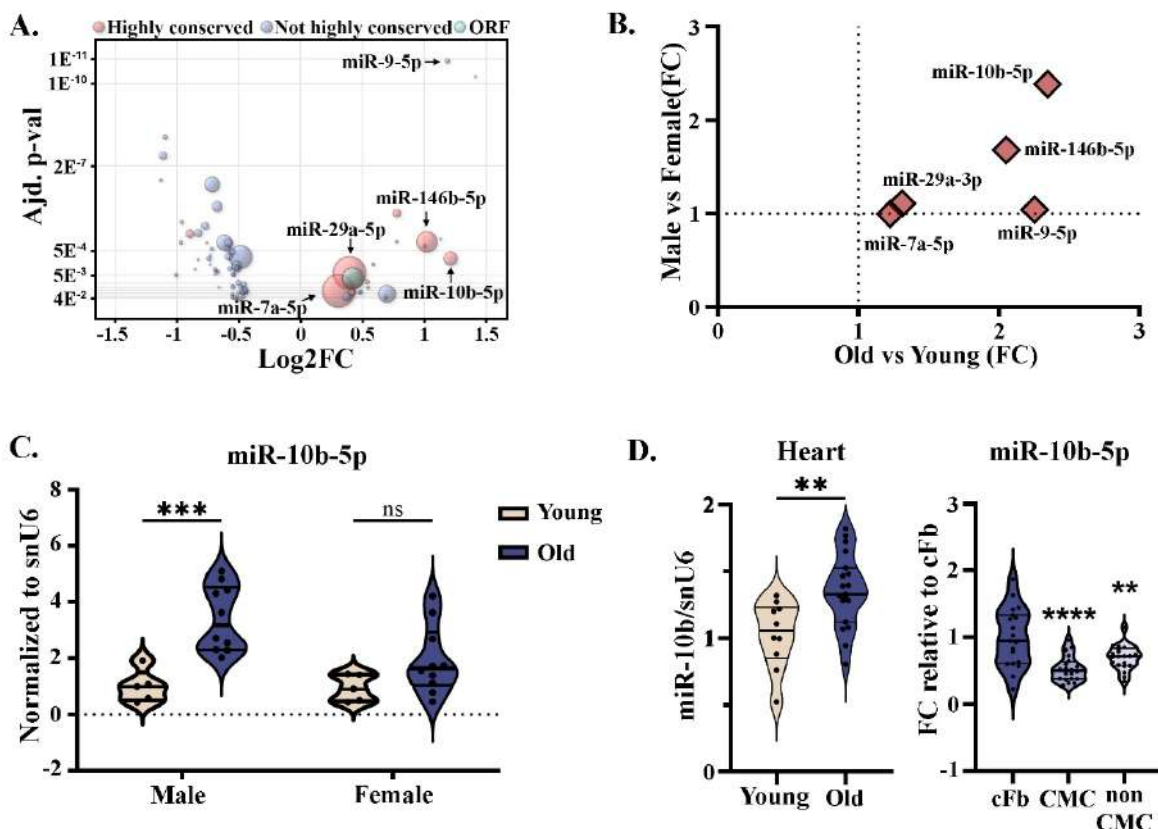 A.
Highly conserved Not highly conserved ORF
1E⁻¹¹
1E⁻¹⁰
2E⁻⁷
5E⁻⁴
5E⁻³
4E⁻²
Ajd. p-val
miR-9-5p
miR-146b-5p
miR-29a-5p
miR-10b-5p
miR-7a-5p
-1.5 -1 -0.5 0 0.5 1 1.5
Log2FC
B.
3
2
1
0
Male vs Female(FC)
miR-10b-5p
miR-146b-5p
miR-29a-3p
miR-7a-5p
miR-9-5p
0 1 2 3
Old vs Young (FC)
C.
miR-10b-5p
8
6
4
2
0
-2
Normalized to snU6
***
ns
Young
Old
Male Female
D.
Heart
2
1
0
miR-10b/snU6
**
Young Old
miR-10b-5p
3
2
1
0
-1
FC relative to cFb
****
**
cFb CMC non
CMC